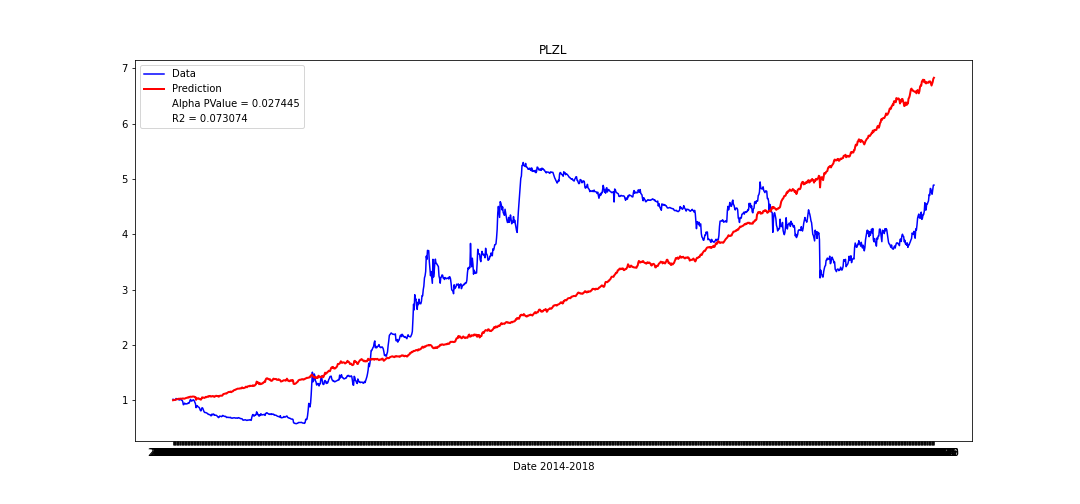 PLZL
Data
Prediction
Alpha PValue = 0.027445
R2 = 0.073074
7
6
5
4
3
2
1
Date 2014-2018